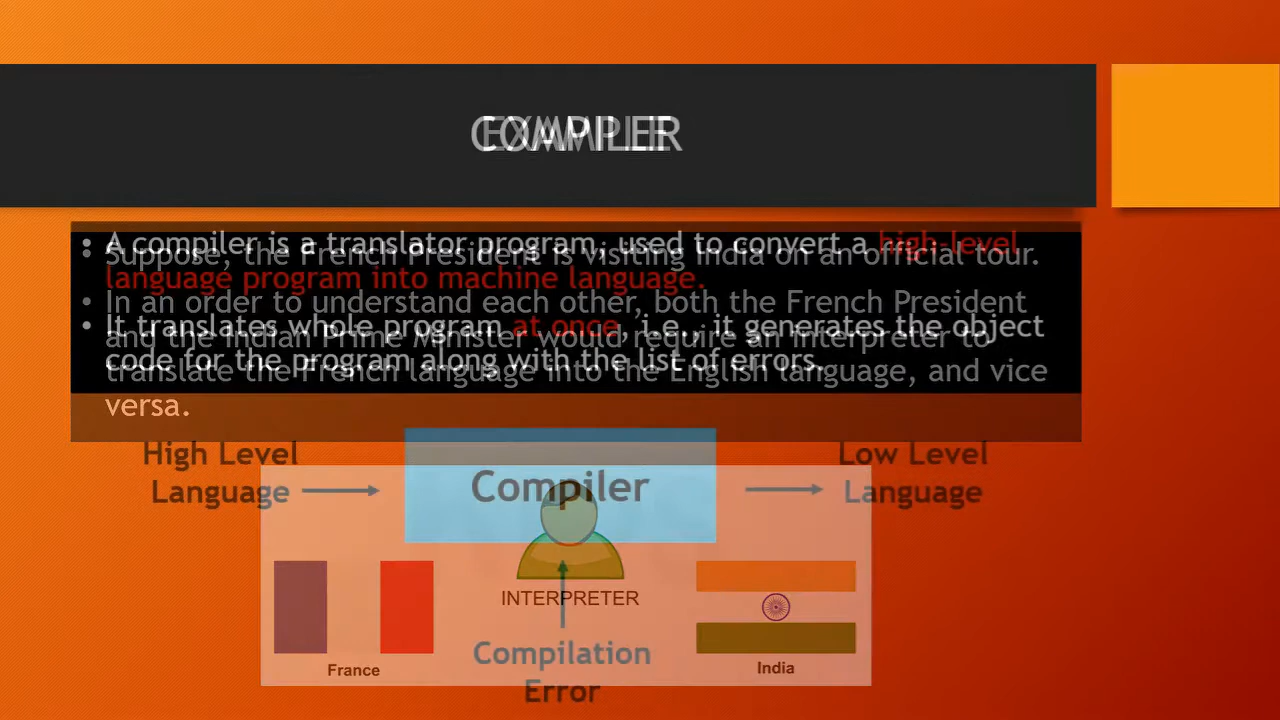 COMPILER
EXAMPLE
• A compiler is a translator program, used to convert a high-level
language program into machine language.
• It translates whole program at once, i.e., it generates the object
code for the program along with the list of errors.
• Suppose, the French President is visiting India on an official tour.
• In an order to understand each other, both the French President
and the Indian Prime Minister would require an interpreter to
translate the French language into the English language, and vice
versa.
High Level
Language
Compiler
Low Level
Language
Compilation
Error
INTERPRETER
France
India